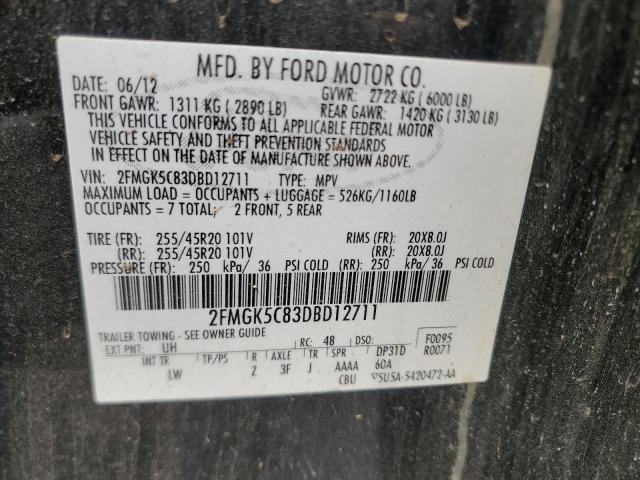 MFD. BY FORD MOTOR CO.
DATE: 06/12 GVWR: 2722 KG (6000 LB)
FRONT GAWR: 1311 KG (2890 LB) REAR GAWR: 1420 KG (3130 LB)
THIS VEHICLE CONFORMS TO ALL APPLICABLE FEDERAL MOTOR
VEHICLE SAFETY AND THEFT PREVENTION STANDARDS
IN EFFECT ON THE DATE OF MANUFACTURE SHOWN ABOVE.
VIN: 2FMGK5C83DBD12711 TYPE: MPV
MAXIMUM LOAD = OCCUPANTS + LUGGAGE = 526KG/1160LB
OCCUPANTS = 7 TOTAL; 2 FRONT, 5 REAR
TIRE (FR): 255/45R20 101V RIMS (FR): 20X8.0J
(RR): 255/45R20 101V (RR): 20X8.0J
PRESSURE (FR): 250 kPa/ 36 PSI COLD (RR): 250 kPa/ 36 PSI COLD
2FMGK5C83DBD12711
TRAILER TOWING - SEE OWNER GUIDE F0095
EXT PNT: UH RC: 48 DSO: R0071
INT TR TP/PS R AXLE TR SPR DP31D
LW Z 3F J AAAA 60A
CBU 5U5A-5420472-AA